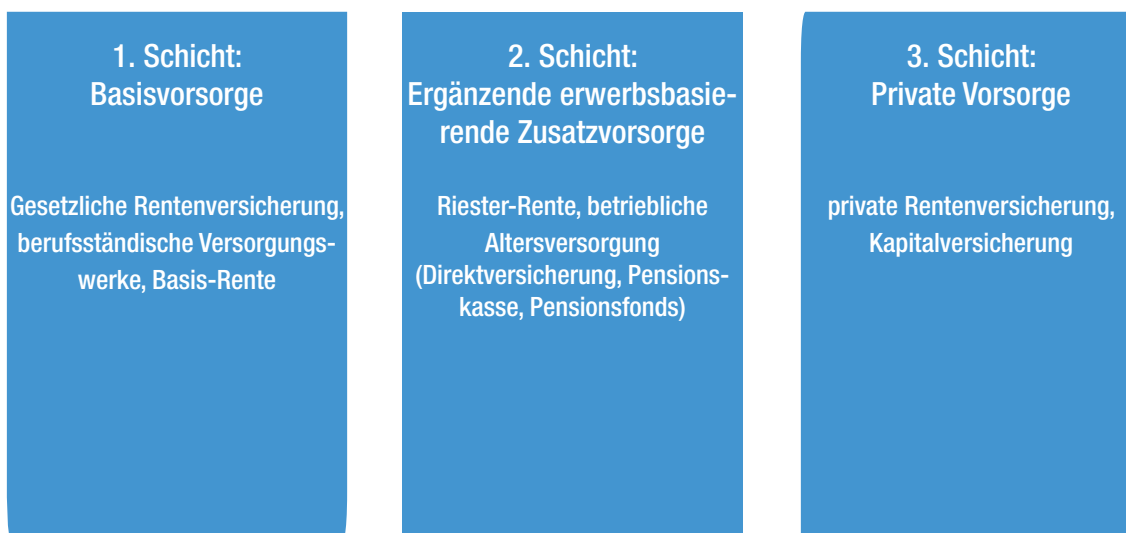 1. Schicht:
Basisvorsorge
Gesetzliche Rentenversicherung,
berufsständische Versorgungs-
werke, Basis-Rente
2. Schicht:
Ergänzende erwerbsbasie-
rende Zusatzvorsorge
Riester-Rente, betriebliche
Altersversorgung
(Direktversicherung, Pensions-
kasse, Pensionsfonds)
3. Schicht:
Private Vorsorge
private Rentenversicherung,
Kapitalversicherung